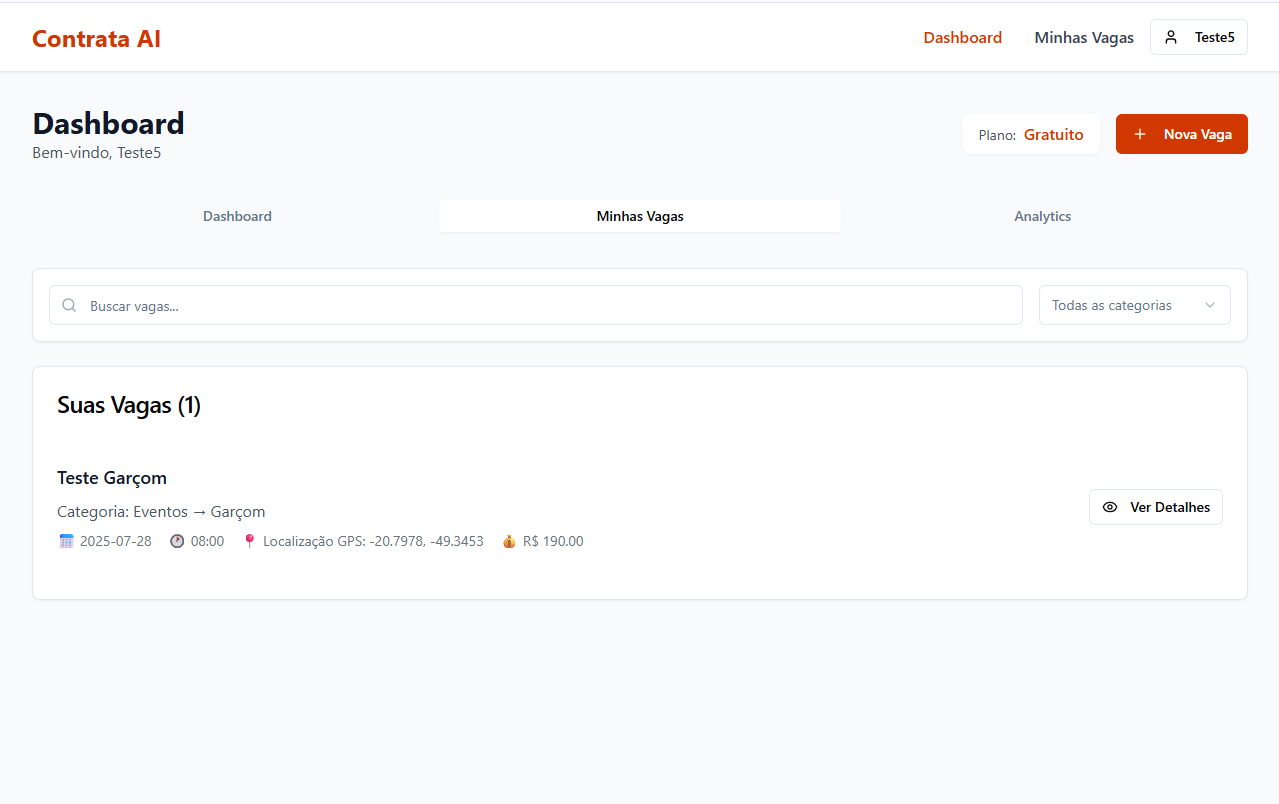 Contrata AI
Dashboard
Minhas Vagas
Teste5
Dashboard
Bem-vindo, Teste5
Plano: Gratuito
Nova Vaga
Dashboard
Minhas Vagas
Analytics
Buscar vagas...
Todas as categorias
Suas Vagas (1)
Teste Garçom
Categoria: Eventos → Garçom
2025-07-28 08:00 Localização GPS: -20.7978, -49.3453 R$ 190.00
Ver Detalhes